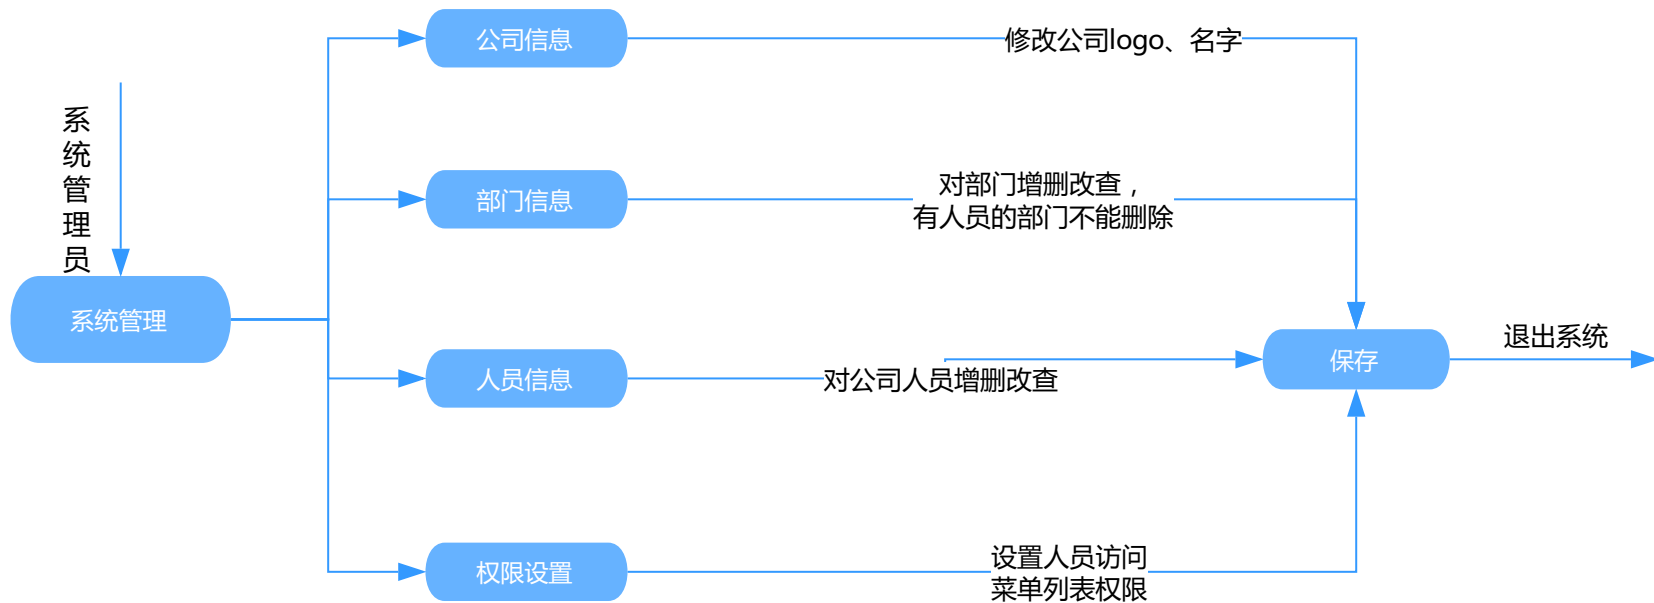 公司信息
修改公司logo、名字
系统管理员
部门信息
对部门增删改查，
有人员的部门不能删除
系统管理
退出系统
保存
人员信息
对公司人员增删改查
权限设置
设置人员访问
菜单列表权限